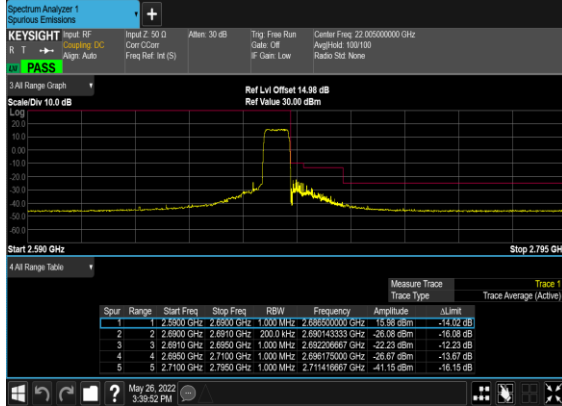 Spectrum Analyzer 1
Spurious Emissions
+
KEYSIGHT Input: RF Input Z: 50 Ω Atten: 30 dB Trig: Free Run Center Freq: 22.005000000 GHz
R T Coupling: DC Corr CCorr Gate: Off Avg|Hold: 100/100
Align: Auto Freq Ref: Int (S) IF Gain: Low Radio Std: None
PASS
3 All Range Graph
Ref Lvl Offset 14.98 dB
Scale/Div 10.0 dB Ref Value 30.00 dBm
Log
20.0
10.0
0.00
-10.0
-20.0
-30.0
-40.0
-50.0
-60.0
Start 2.590 GHz Stop 2.795 GH
4 All Range Table
Measure Trace Trace 1
Trace Type Trace Average (Active)
Spur Range Start Freq Stop Freq RBW Frequency Amplitude ΔLimit
1 1 2.5900 GHz 2.6900 GHz 1.000 MHz 2.686500000 GHz 15.98 dBm -14.02 dB
2 2 2.6900 GHz 2.6910 GHz 200.0 kHz 2.690143333 GHz -26.08 dBm -16.08 dB
3 3 2.6910 GHz 2.6950 GHz 1.000 MHz 2.692206667 GHz -22.23 dBm -12.23 dB
4 4 2.6950 GHz 2.7100 GHz 1.000 MHz 2.696175000 GHz -26.67 dBm -13.67 dB
5 5 2.7100 GHz 2.7950 GHz 1.000 MHz 2.711416667 GHz -41.15 dBm -16.15 dB
?
May 26, 2022
3:39:52 PM